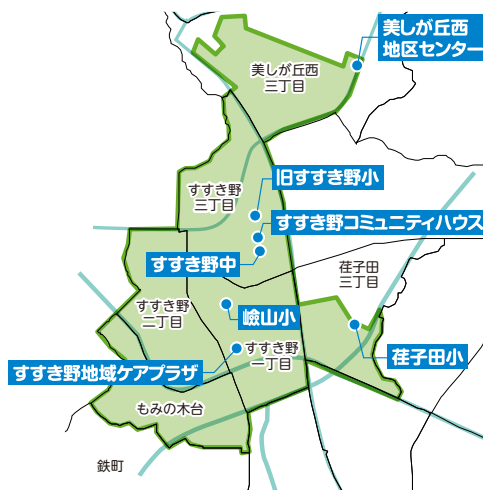 美しが丘西
地区センター
美しが丘西
三丁目
すすき野
三丁目
旧すすき野小
すすき野コミュニティハウス
すすき野中
荏子田
三丁目
すすき野
二丁目
嶮山小
すすき野
一丁目
荏子田小
すすき野地域ケアプラザ
もみの木台
鉄町